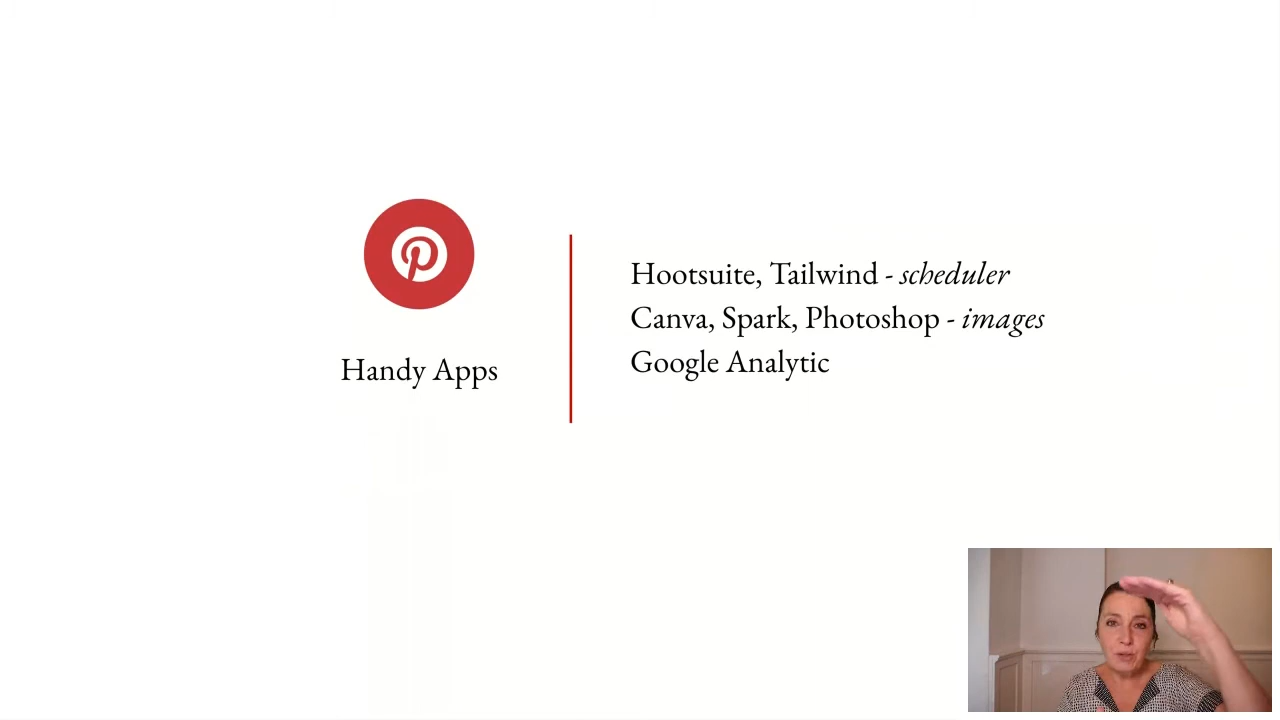 Handy Apps
Hootsuite, Tailwind - scheduler
Canva, Spark, Photoshop - images
Google Analytic